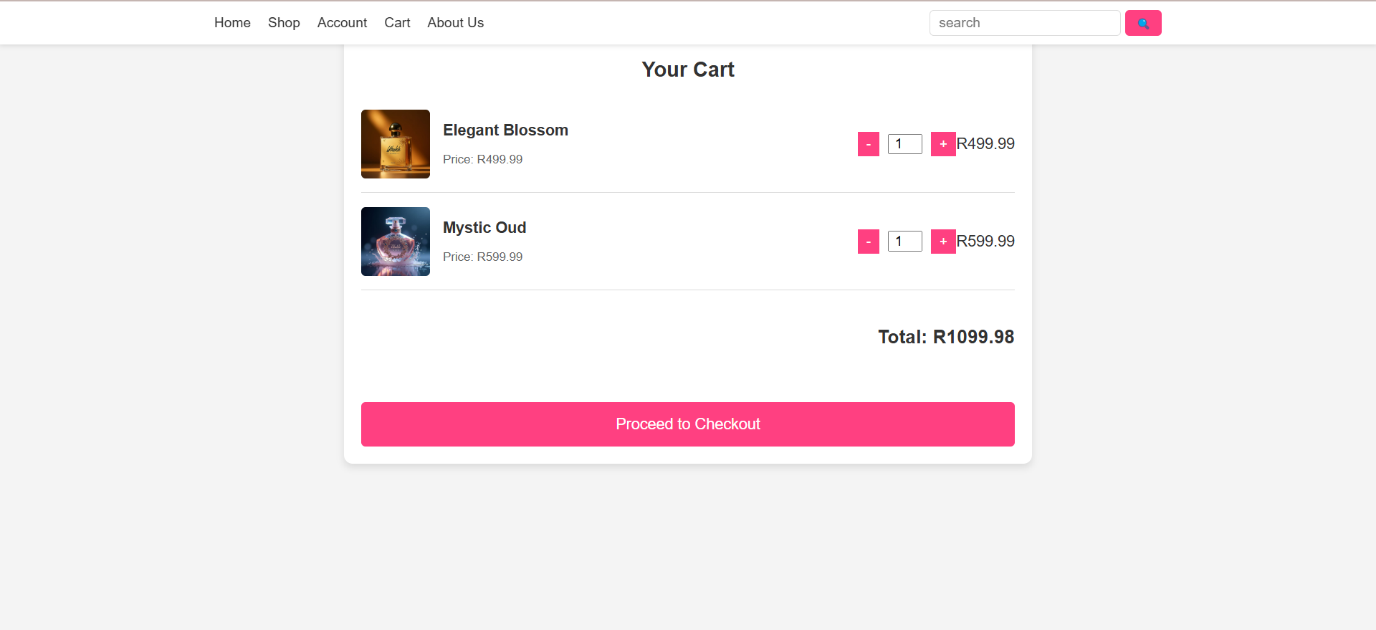 Home Shop Account Cart About Us search
Your Cart
Elegant Blossom
Price: R499.99
- 1 + R499.99
Mystic Oud
Price: R599.99
- 1 + R599.99
Total: R1099.98
Proceed to Checkout